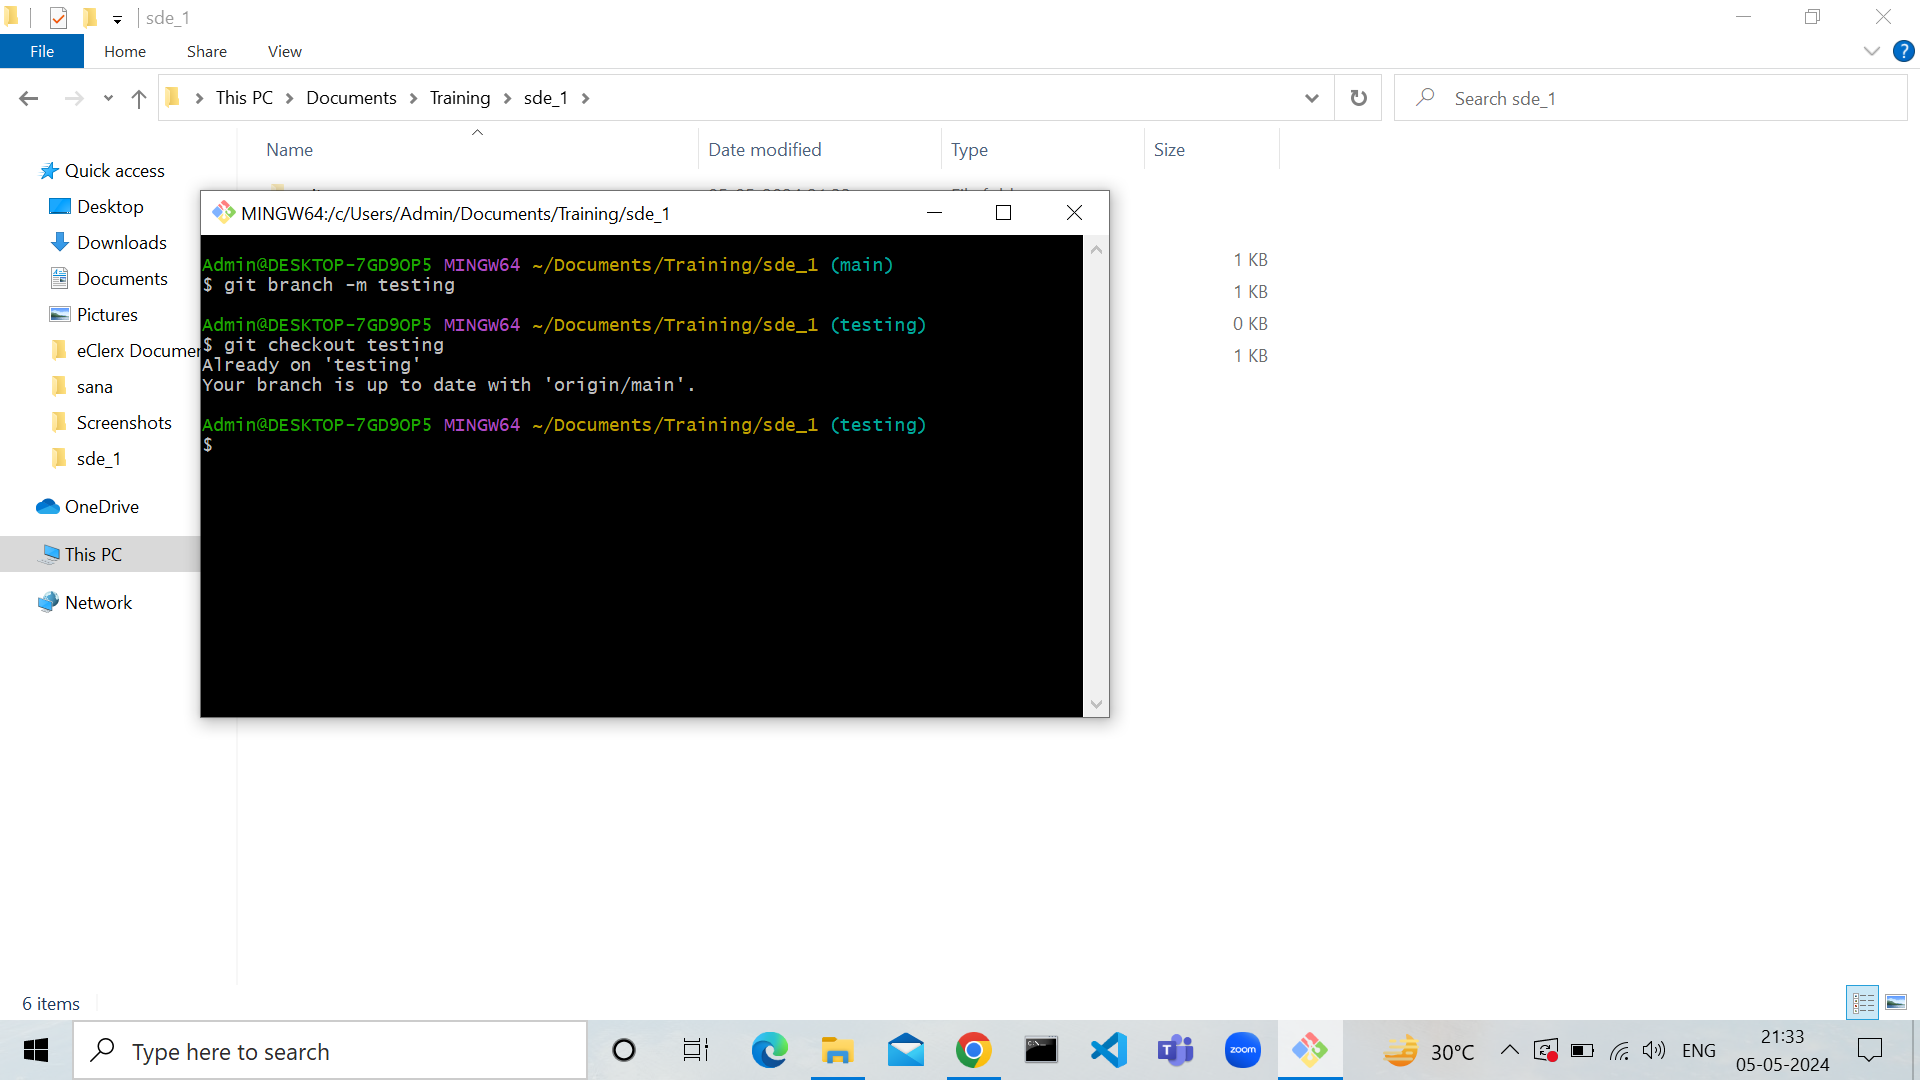 sde_1
File Home Share View
This PC Documents Training sde_1
Search sde_1
Name Date modified Type Size
Quick access
Desktop
Downloads
Documents
Pictures
eClerx Documen
sana
Screenshots
sde_1
OneDrive
This PC
Network
MINGW64:/c/Users/Admin/Documents/Training/sde_1
Admin@DESKTOP-7GD9OP5 MINGW64 ~/Documents/Training/sde_1 (main)
$ git branch -m testing
Admin@DESKTOP-7GD9OP5 MINGW64 ~/Documents/Training/sde_1 (testing)
$ git checkout testing
Already on 'testing'
Your branch is up to date with 'origin/main'.
Admin@DESKTOP-7GD9OP5 MINGW64 ~/Documents/Training/sde_1 (testing)
$
1 KB
1 KB
0 KB
1 KB
6 items
Type here to search
zoom
30°C
ENG
21:33
05-05-2024